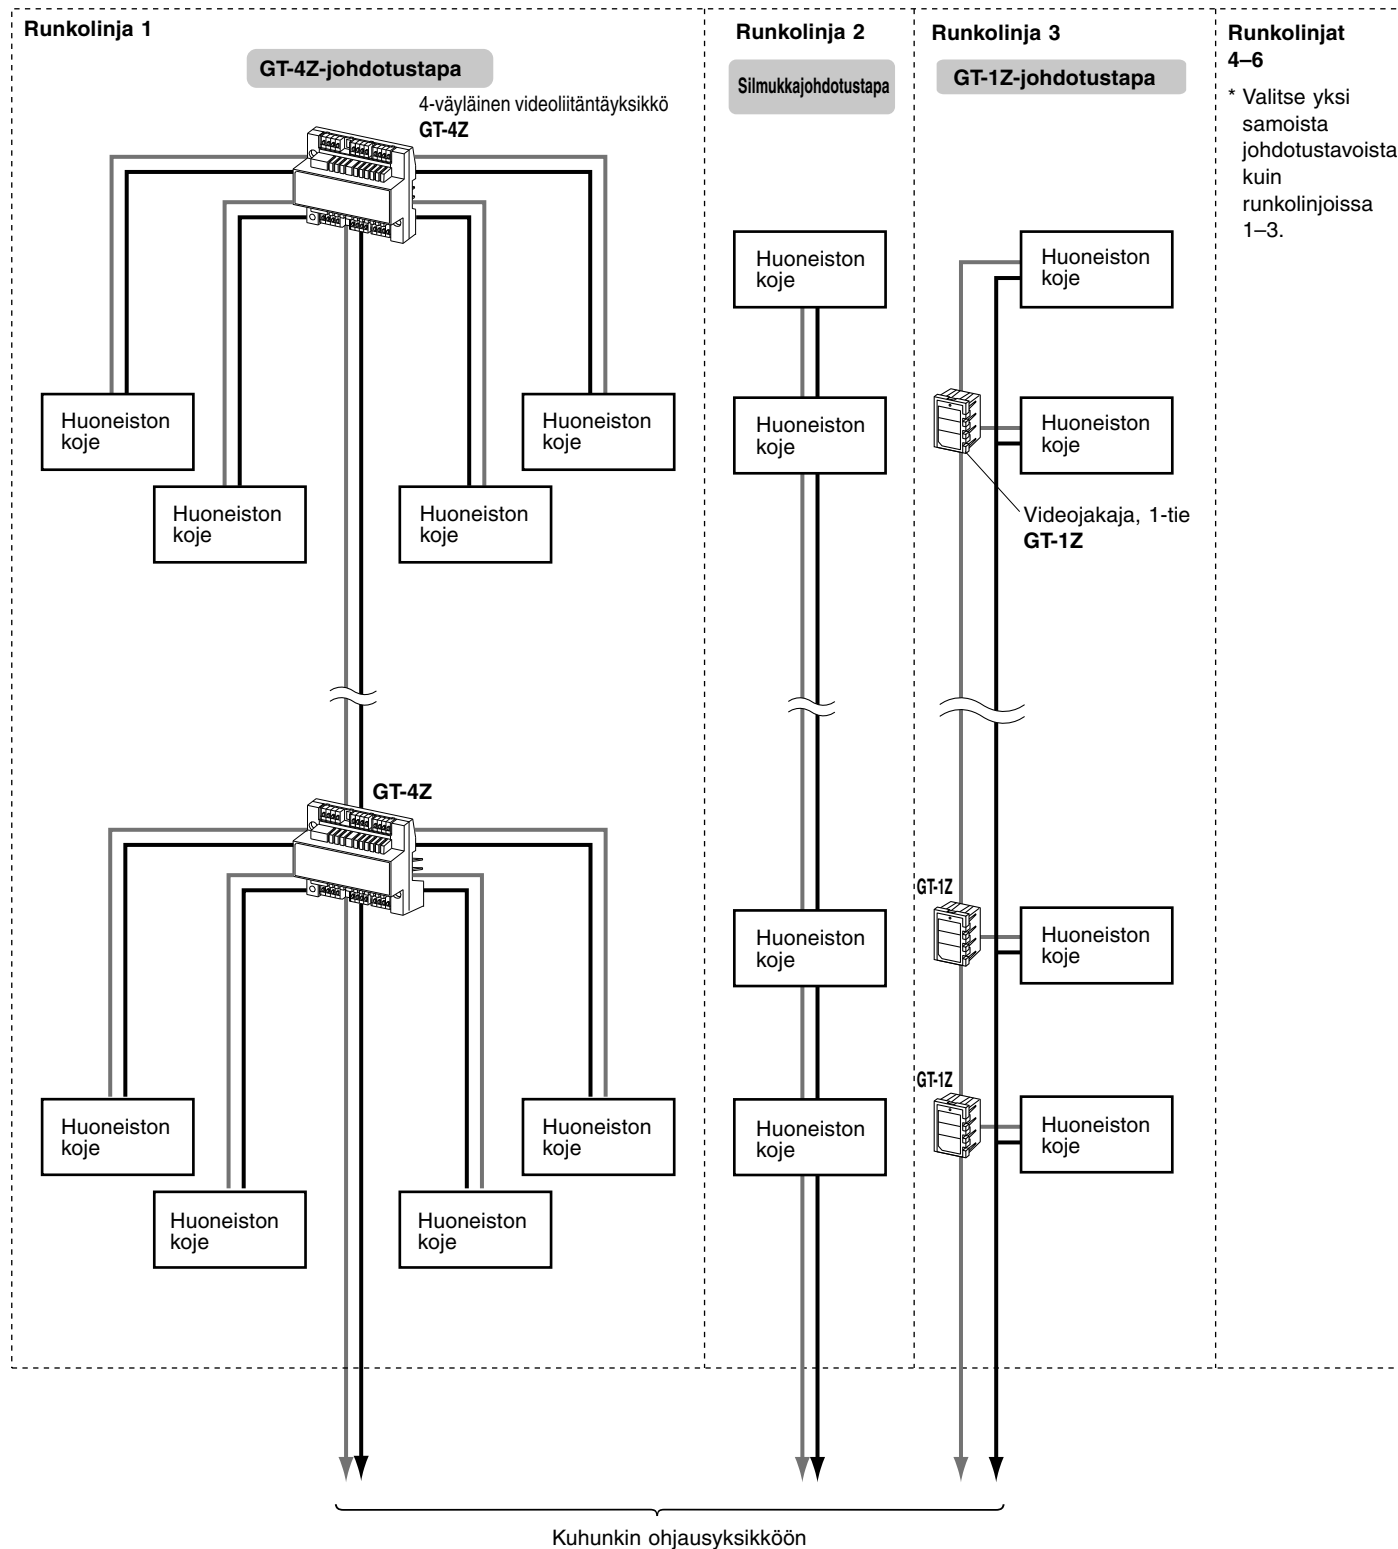 Runkolinja 1
GT-4Z-johdotustapa
4-väyläinen videoliitäntäyksikkö
GT-4Z
Huoneiston
koje
Huoneiston
koje
Huoneiston
koje
Huoneiston
koje
GT-4Z
Huoneiston
koje
Huoneiston
koje
Huoneiston
koje
Huoneiston
koje
Runkolinja 2
Silmukkajohdotustapa
Huoneiston
koje
Huoneiston
koje
Huoneiston
koje
Huoneiston
koje
Runkolinja 3
GT-1Z-johdotustapa
Huoneiston
koje
Huoneiston
koje
Videojakaja, 1-tie
GT-1Z
GT-1Z
Huoneiston
koje
GT-1Z
Huoneiston
koje
Runkolinjat
4–6
* Valitse yksi
samoista
johdotustavoista
kuin
runkolinjoissa
1–3.
Kuhunkin ohjausyksikköön